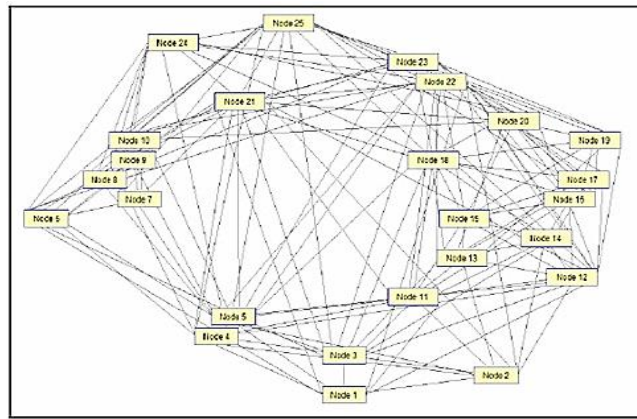 Node 25
Node 24
Node 23
Node 22
Node 21
Node 20
Node 19
Node 10
Node 9
Node 18
Node 8
Node 17
Node 7
Node 16
Node 6
Node 15
Node 14
Node 13
Node 12
Node 11
Node 5
Node 4
Node 3
Node 2
Node 1